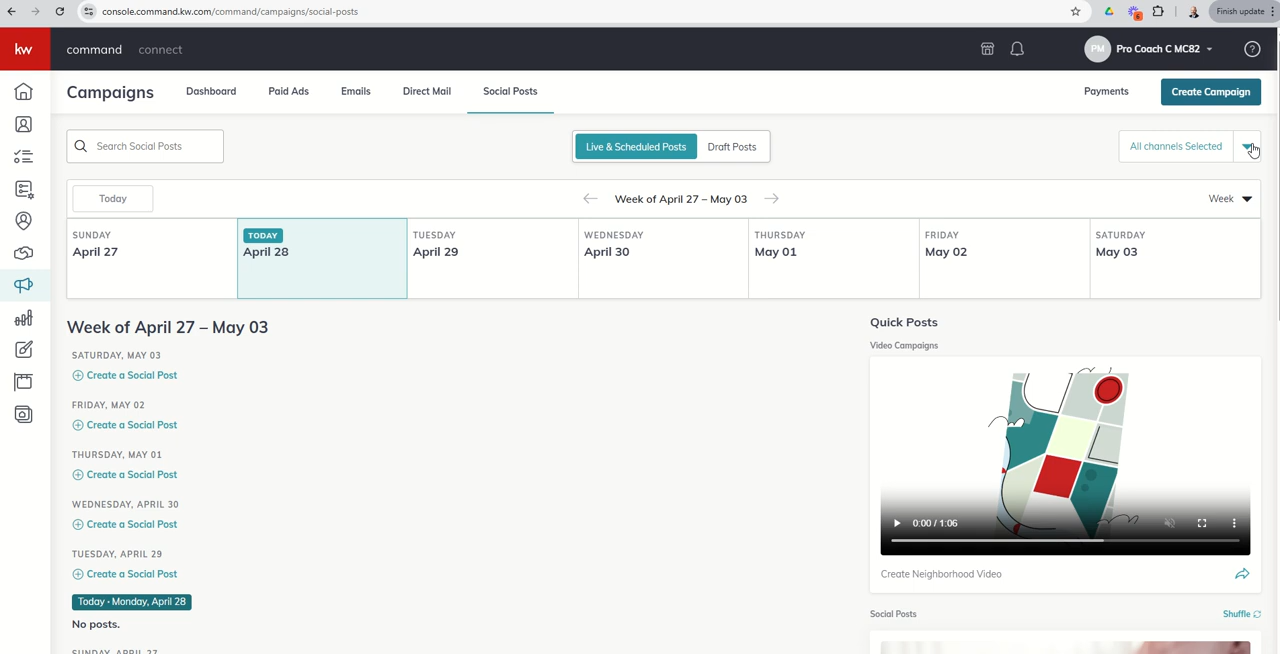 console.command.kw.com/command/campaigns/social-posts
6
Finish update
kw
command
connect
PM
Pro Coach C MC82
?
Campaigns
Dashboard
Paid Ads
Emails
Direct Mail
Social Posts
Payments
Create Campaign
Search Social Posts
Live & Scheduled Posts
Draft Posts
All channels Selected
Today
Week of April 27 – May 03
Week
SUNDAY
April 27
TODAY
April 28
TUESDAY
April 29
WEDNESDAY
April 30
THURSDAY
May 01
FRIDAY
May 02
SATURDAY
May 03
Week of April 27 – May 03
SATURDAY, MAY 03
Create a Social Post
FRIDAY, MAY 02
Create a Social Post
THURSDAY, MAY 01
Create a Social Post
WEDNESDAY, APRIL 30
Create a Social Post
TUESDAY, APRIL 29
Create a Social Post
Today • Monday, April 28
No posts.
SUNDAY, APRIL 27
Quick Posts
Video Campaigns
0:00 / 1:06
Create Neighborhood Video
Social Posts
Shuffle